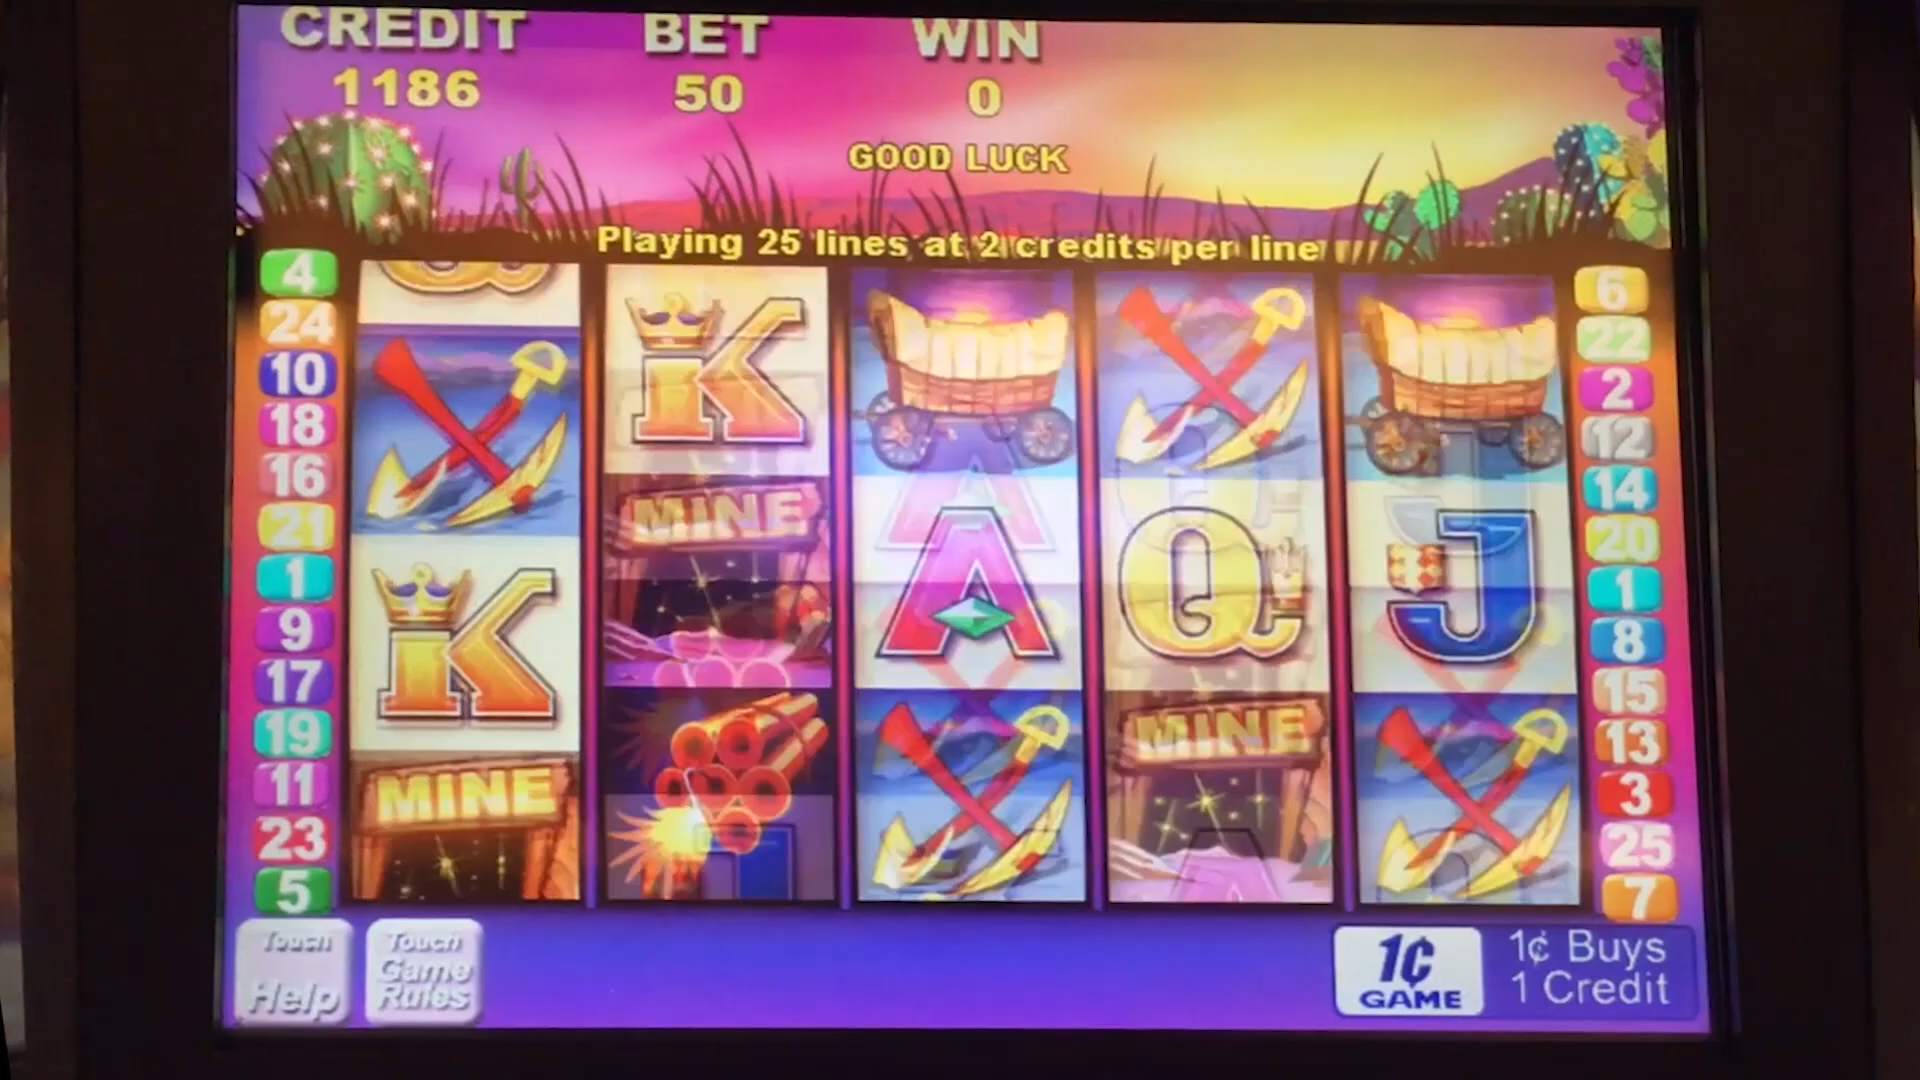 CREDIT BET WIN
1186 50 0
GOOD LUCK
Playing 25 lines at 2 credits per line
4 6
24 22
10 2
18 12
16 14
21 20
1 1
9 8
17 15
19 13
11 3
23 25
5 7
K
MINE
A Q J
K
MINE
MINE
Touch
Help
Touch
Game
Rules
1¢
GAME
1¢ Buys
1 Credit